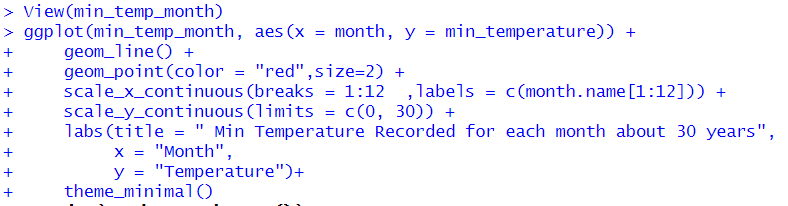 > View(min_temp_month)
> ggplot(min_temp_month, aes(x = month, y = min_temperature)) +
+     geom_line() +
+     geom_point(color = "red",size=2) +
+     scale_x_continuous(breaks = 1:12  ,labels = c(month.name[1:12])) +
+     scale_y_continuous(limits = c(0, 30)) +
+     labs(title = " Min Temperature Recorded for each month about 30 years",
+          x = "Month",
+          y = "Temperature")+
+     theme_minimal()